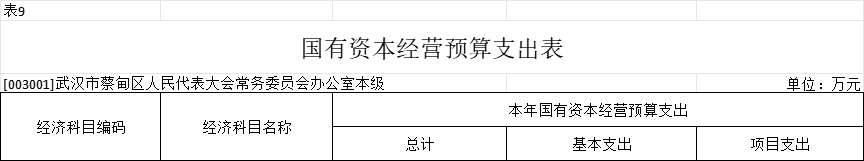 表9
国有资本经营预算支出表
[003001]武汉市蔡甸区人民代表大会常务委员会办公室本级 单位：万元
经济科目编码 经济科目名称 本年国有资本经营预算支出
总计 基本支出 项目支出